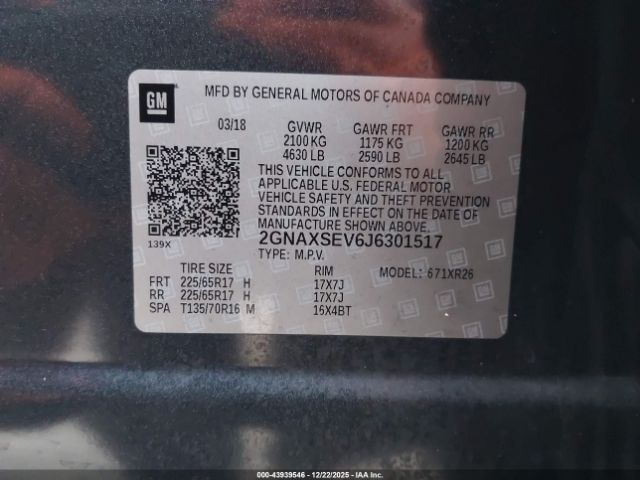 GM
MFD BY GENERAL MOTORS OF CANADA COMPANY
03/18 GVWR GAWR FRT GAWR RR
2100 KG 1175 KG 1200 KG
4630 LB 2590 LB 2645 LB
THIS VEHICLE CONFORMS TO ALL
APPLICABLE U.S. FEDERAL MOTOR
VEHICLE SAFETY AND THEFT PREVENTION
STANDARDS IN EFFECT ON THE DATE OF
MANUFACTURE SHOWN ABOVE.
139X 2GNAXSEV6J6301517
TYPE: M.P.V.
TIRE SIZE RIM MODEL: 671XR26
FRT 225/65R17 H 17X7J
RR 225/65R17 H 17X7J
SPA T135/70R16 M 16X4BT
00-43939546 - 12/22/2025 - IAA Inc.